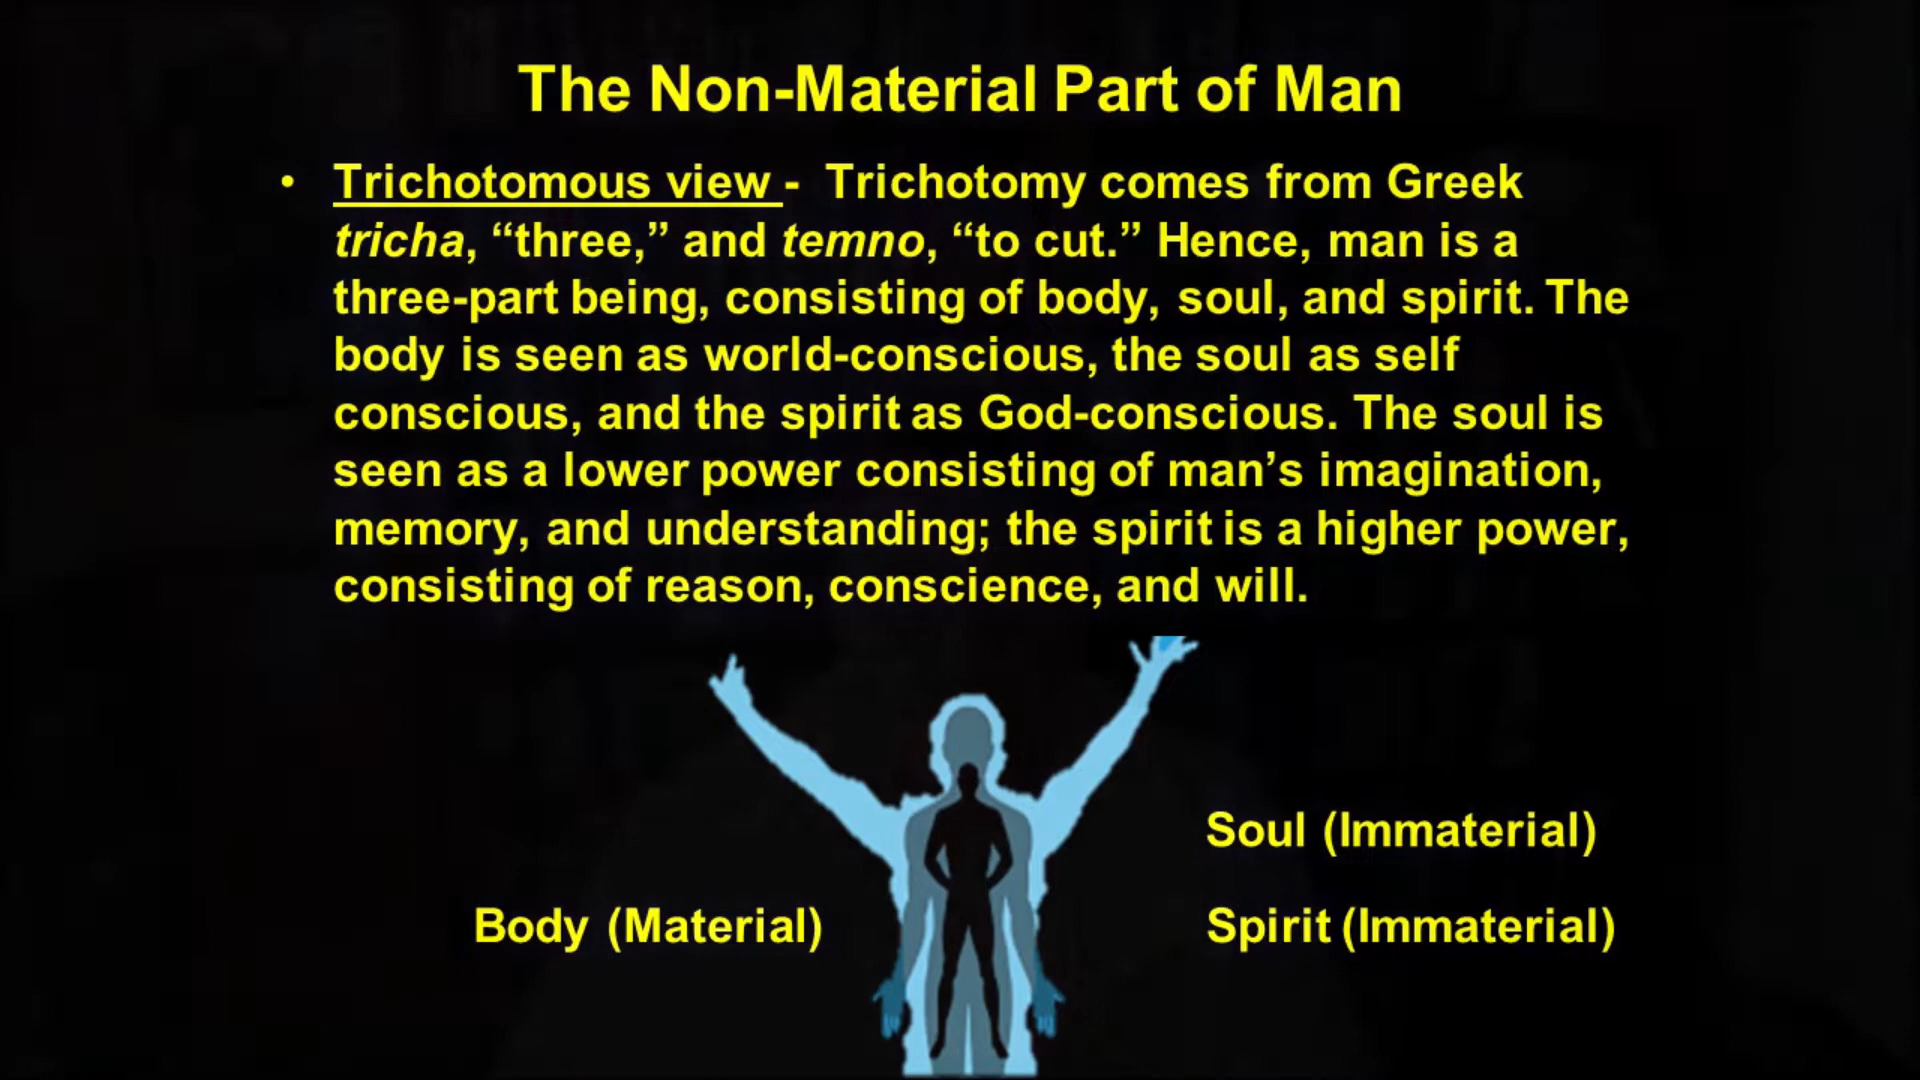 The Non-Material Part of Man
• Trichotomous view - Trichotomy comes from Greek
tricha, “three,” and temno, “to cut.” Hence, man is a
three-part being, consisting of body, soul, and spirit. The
body is seen as world-conscious, the soul as self
conscious, and the spirit as God-conscious. The soul is
seen as a lower power consisting of man’s imagination,
memory, and understanding; the spirit is a higher power,
consisting of reason, conscience, and will.
Soul (Immaterial)
Body (Material)
Spirit (Immaterial)